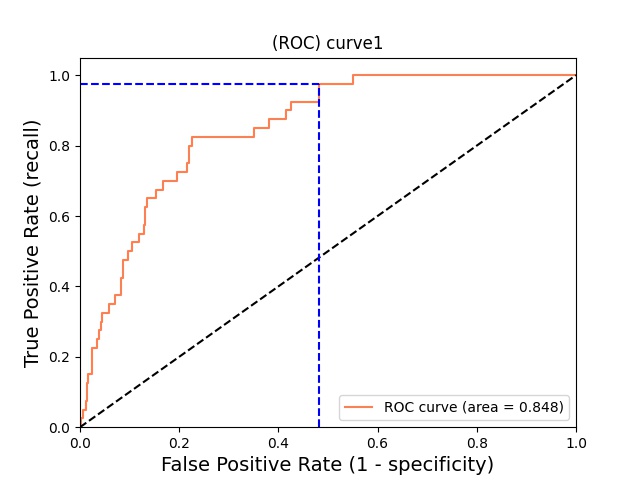 (ROC) curve1
True Positive Rate (recall)
1.0
0.8
0.6
0.4
0.2
0.0
ROC curve (area = 0.848)
0.0 0.2 0.4 0.6 0.8 1.0
False Positive Rate (1 - specificity)